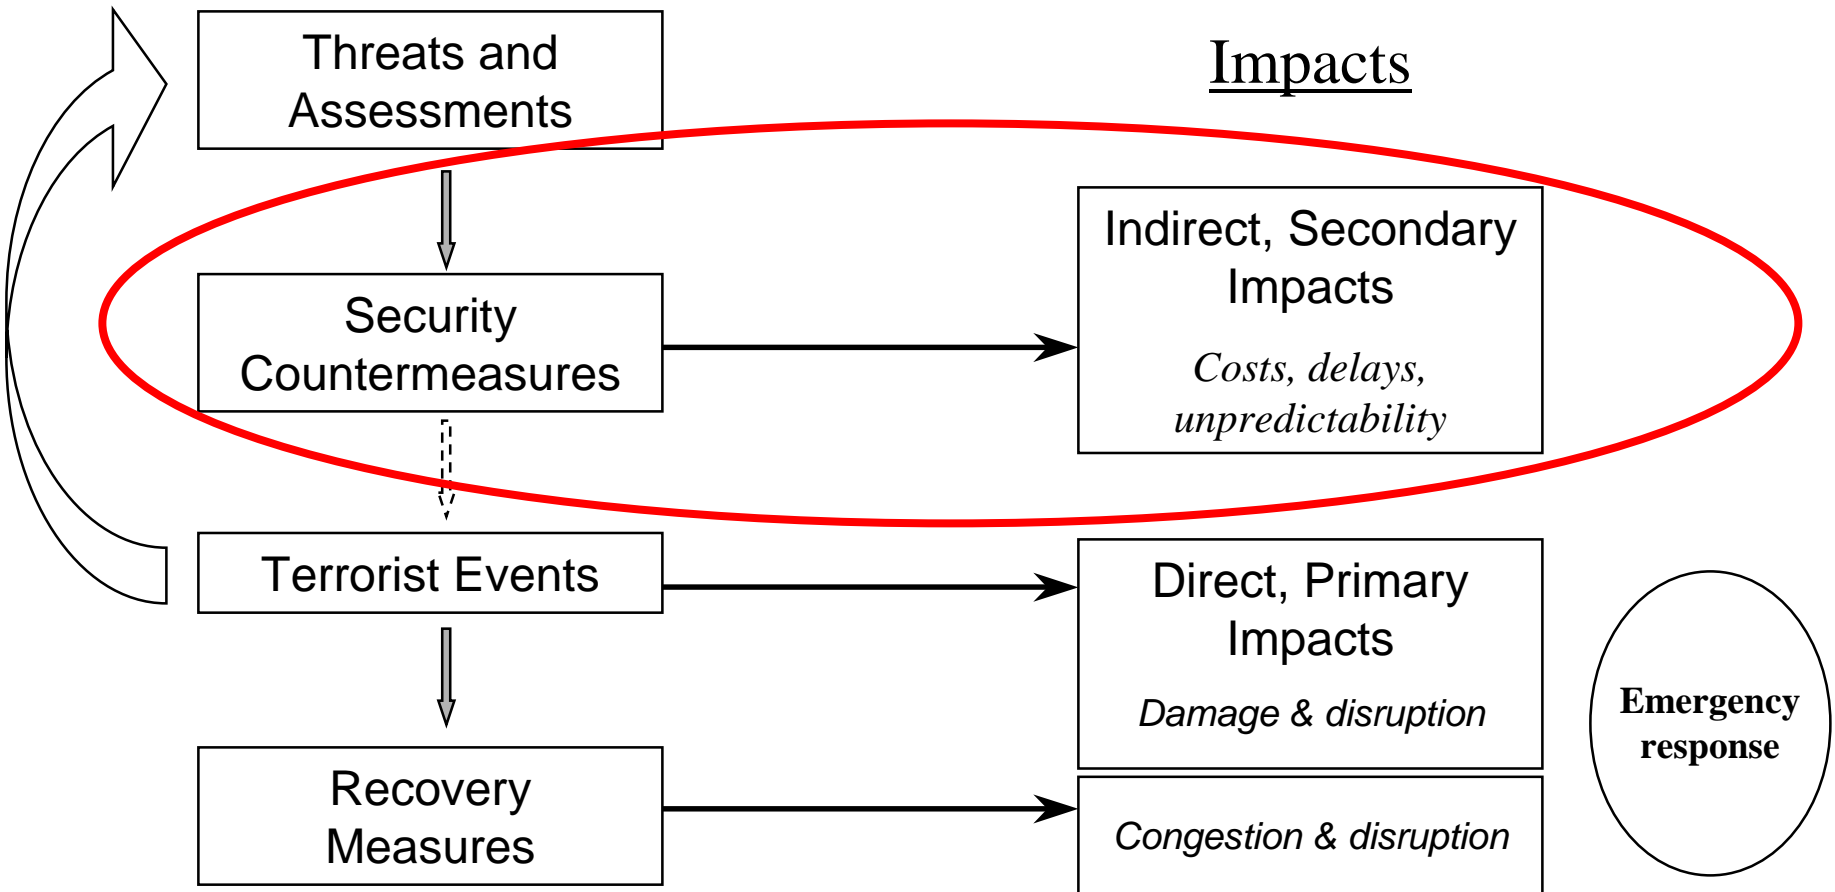 Threats and
Assessments
Impacts
Security
Countermeasures
Indirect, Secondary
Impacts
Costs, delays,
unpredictability
Terrorist Events
Direct, Primary
Impacts
Damage & disruption
Emergency
response
Recovery
Measures
Congestion & disruption